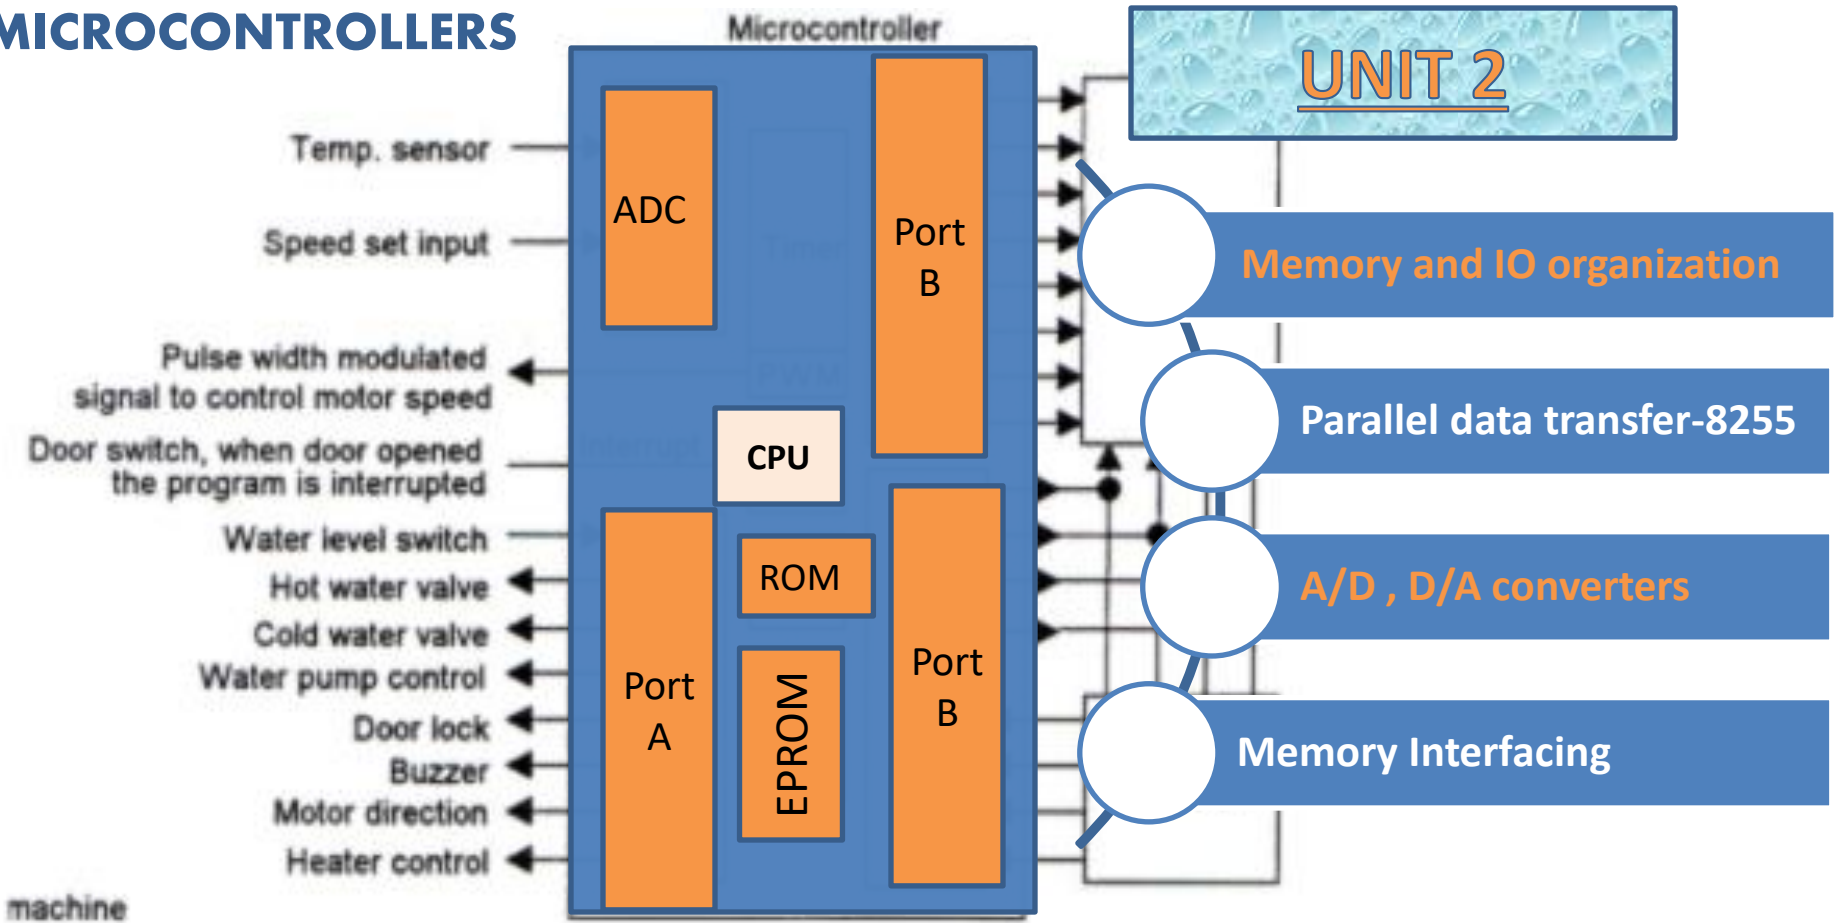 MICROCONTROLLERS
Microcontroller
UNIT 2
Temp. sensor
Speed set input
Pulse width modulated
signal to control motor speed
Door switch, when door opened
the program is interrupted
Water level switch
Hot water valve
Cold water valve
Water pump control
Door lock
Buzzer
Motor direction
Heater control
machine
ADC
Timer
PWM
Interrupt
CPU
ROM
EPROM
Port
A
Port
B
Port
B
Memory and IO organization
Parallel data transfer-8255
A/D , D/A converters
Memory Interfacing